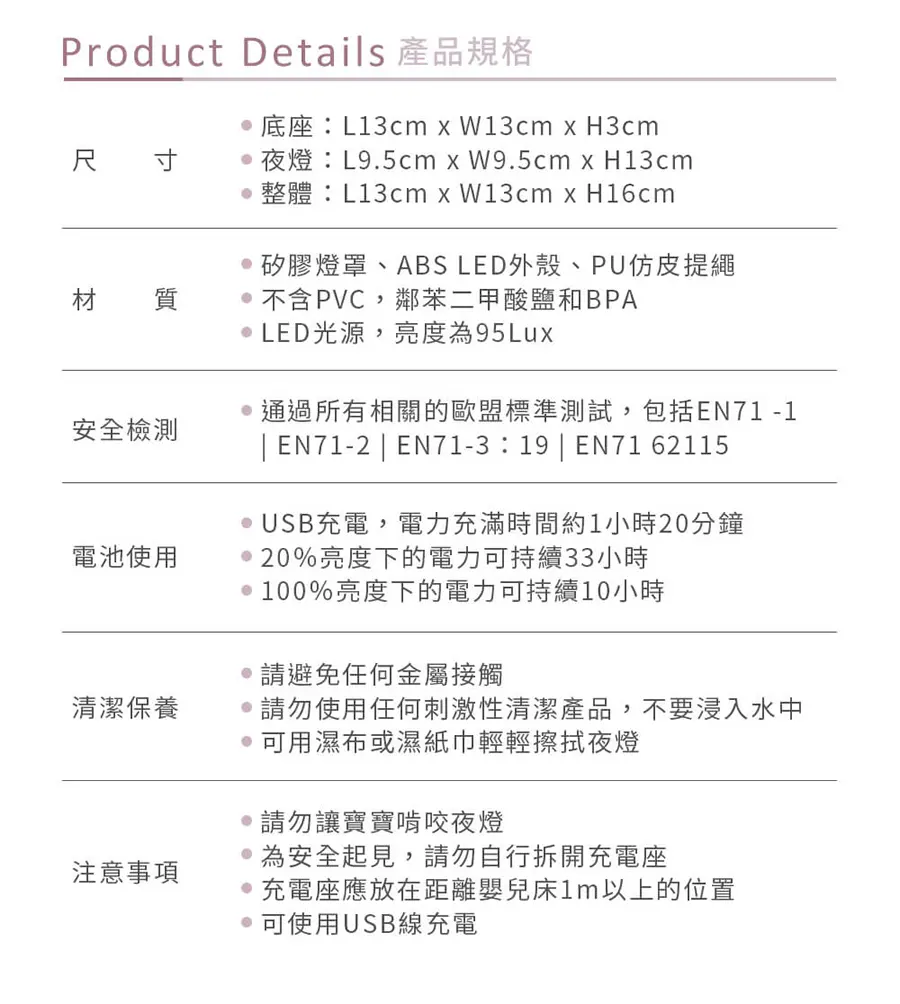 Product Details 產品規格
尺 寸
• 底座：L13cm x W13cm x H3cm
• 夜燈：L9.5cm x W9.5cm x H13cm
• 整體：L13cm x W13cm x H16cm
材 質
• 矽膠燈罩、ABS LED外殼、PU仿皮提繩
• 不含PVC，鄰苯二甲酸鹽和BPA
• LED光源，亮度為95Lux
安全檢測
• 通過所有相關的歐盟標準測試，包括EN71 -1
| EN71-2 | EN71-3：19 | EN71 62115
電池使用
• USB充電，電力充滿時間約1小時20分鐘
• 20%亮度下的電力可持續33小時
• 100%亮度下的電力可持續10小時
清潔保養
• 請避免任何金屬接觸
• 請勿使用任何刺激性清潔產品，不要浸入水中
• 可用濕布或濕紙巾輕輕擦拭夜燈
注意事項
• 請勿讓寶寶啃咬夜燈
• 為安全起見，請勿自行拆開充電座
• 充電座應放在距離嬰兒床1m以上的位置
• 可使用USB線充電